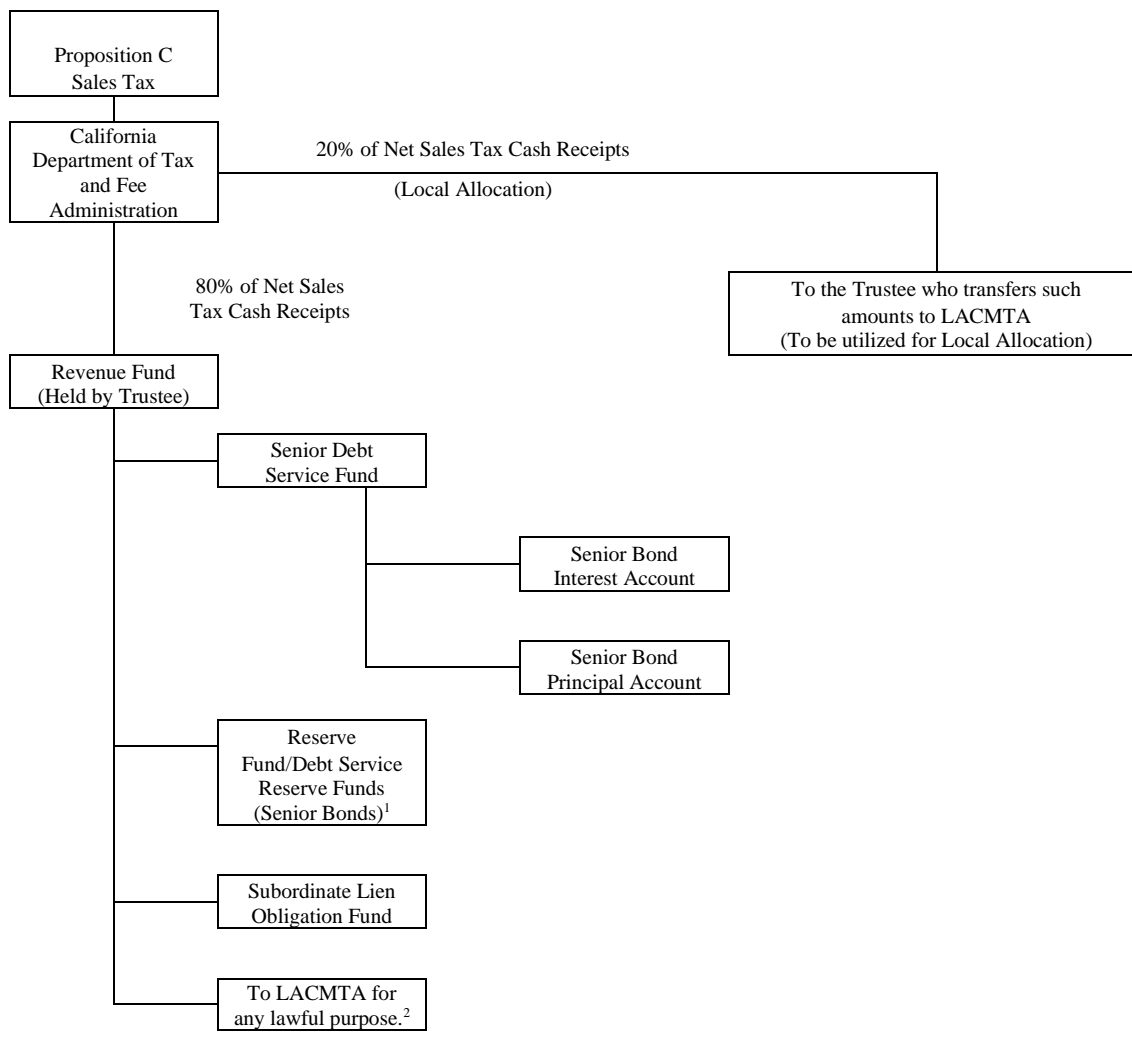 Proposition C
Sales Tax
California
Department of Tax
and Fee
Administration
20% of Net Sales Tax Cash Receipts
(Local Allocation)
80% of Net Sales
Tax Cash Receipts
To the Trustee who transfers such
amounts to LACMTA
(To be utilized for Local Allocation)
Revenue Fund
(Held by Trustee)
Senior Debt
Service Fund
Senior Bond
Interest Account
Senior Bond
Principal Account
Reserve
Fund/Debt Service
Reserve Funds
(Senior Bonds)1
Subordinate Lien
Obligation Fund
To LACMTA for
any lawful purpose.2